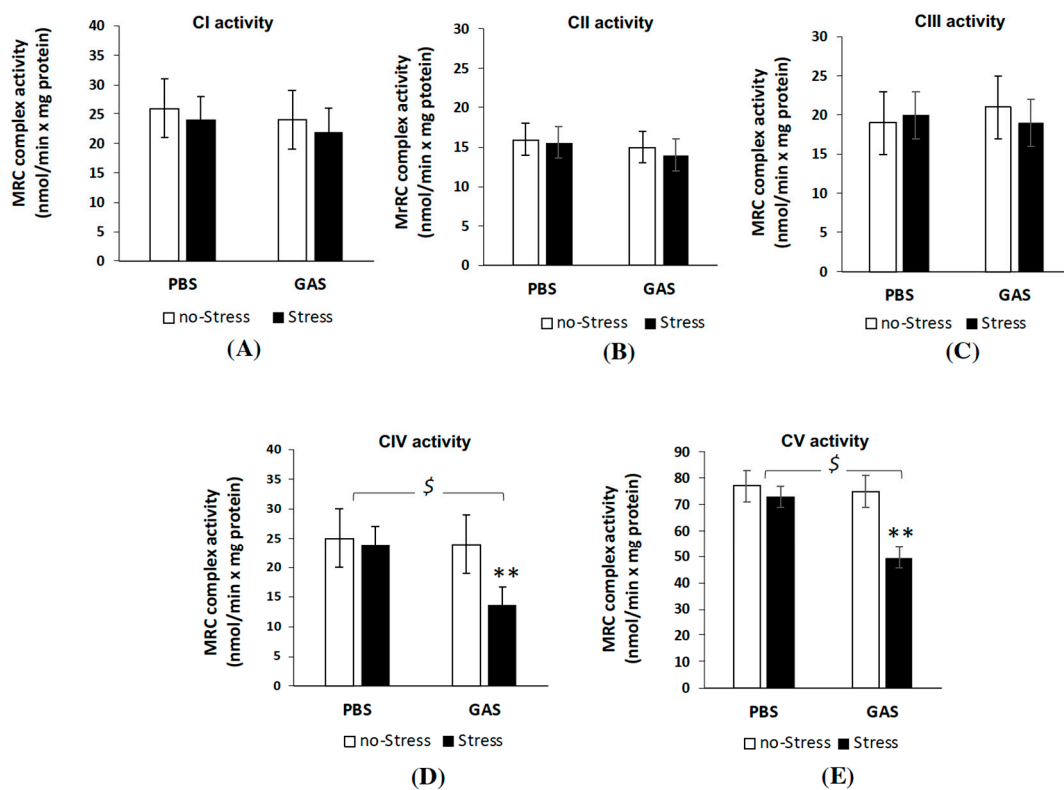 CI activity
MRC complex activity
(nmol/min x mg protein)
40
35
30
25
20
15
10
5
0
PBS
GAS
no-Stress
Stress
(A)
CII activity
MrRC complex activity
(nmol/min x mg ptotein)
30
25
20
15
10
5
0
PBS
GAS
no-Stress
Stress
(B)
CIII activity
MRC complex activity
(nmol/min x mg protein)
30
25
20
15
10
5
0
PBS
GAS
no-Stress
Stress
(C)
CIV activity
MRC complex activity
(nmol/min x mg protein)
40
35
30
25
20
15
10
5
0
$
**
PBS
GAS
no-Stress
Stress
(D)
CV activity
MRC complex activity
(nmol/min x mg protein)
90
80
70
60
50
40
30
20
10
0
$
**
PBS
GAS
no-Stress
Stress
(E)